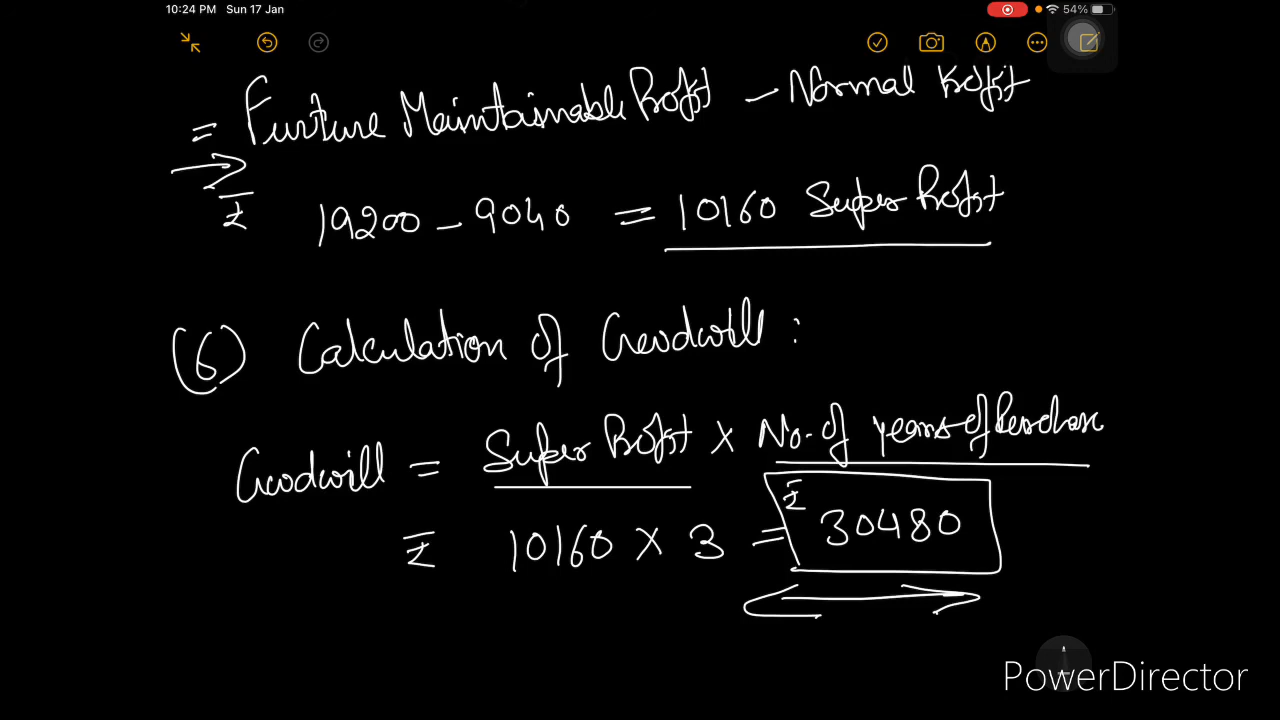 10:24 PM Sun 17 Jan 54%
= Furture Maintainable Profit - Normal Profit
₹ 19200 - 9040 = 10160 Super Profit
(6) Calculation of Goodwill :
Goodwill = Super Profit x No. of years of Purchase
₹ 10160 x 3 = ₹ 30480
PowerDirector